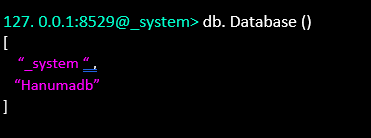 127. 0.0.1:8529@_system> db. Database ()
[
“_system “ ,
“Hanumadb”
]